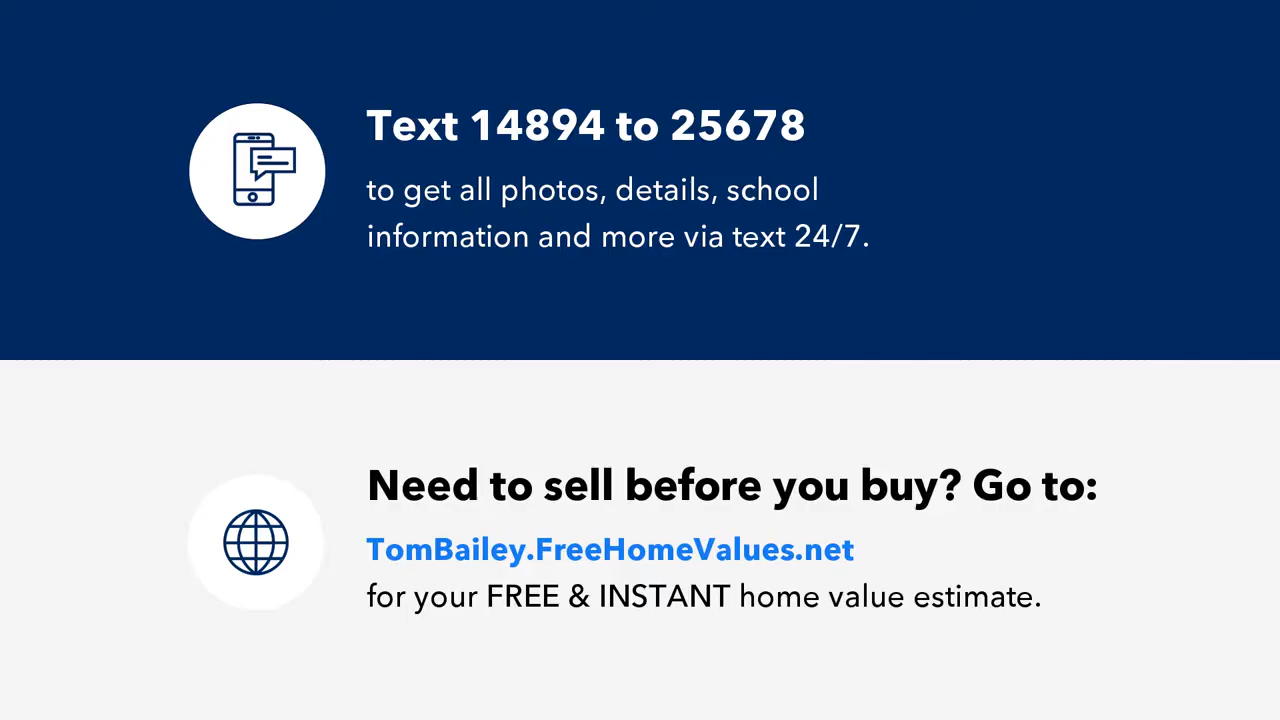 Text 14894 to 25678
to get all photos, details, school
information and more via text 24/7.
Need to sell before you buy? Go to:
TomBailey.FreeHomeValues.net
for your FREE & INSTANT home value estimate.